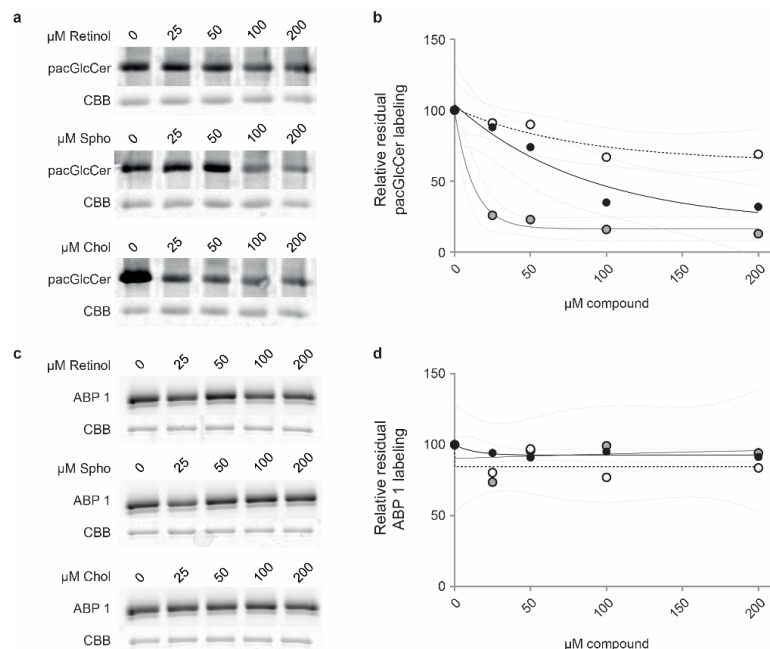 a
µM Retinol 0 25 50 100 200
pacGlcCer
CBB
µM Spho 0 25 50 100 200
pacGlcCer
CBB
µM Chol 0 25 50 100 200
pacGlcCer
CBB
b
150
100
50
0
0 50 100 150 200
Relative residual
pacGlcCer labeling
µM compound
c
µM Retinol 0 25 50 100 200
ABP 1
CBB
µM Spho 0 25 50 100 200
ABP 1
CBB
µM Chol 0 25 50 100 200
ABP 1
CBB
d
150
100
50
0
0 50 100 150 200
Relative residual
ABP 1 labeling
µM compound